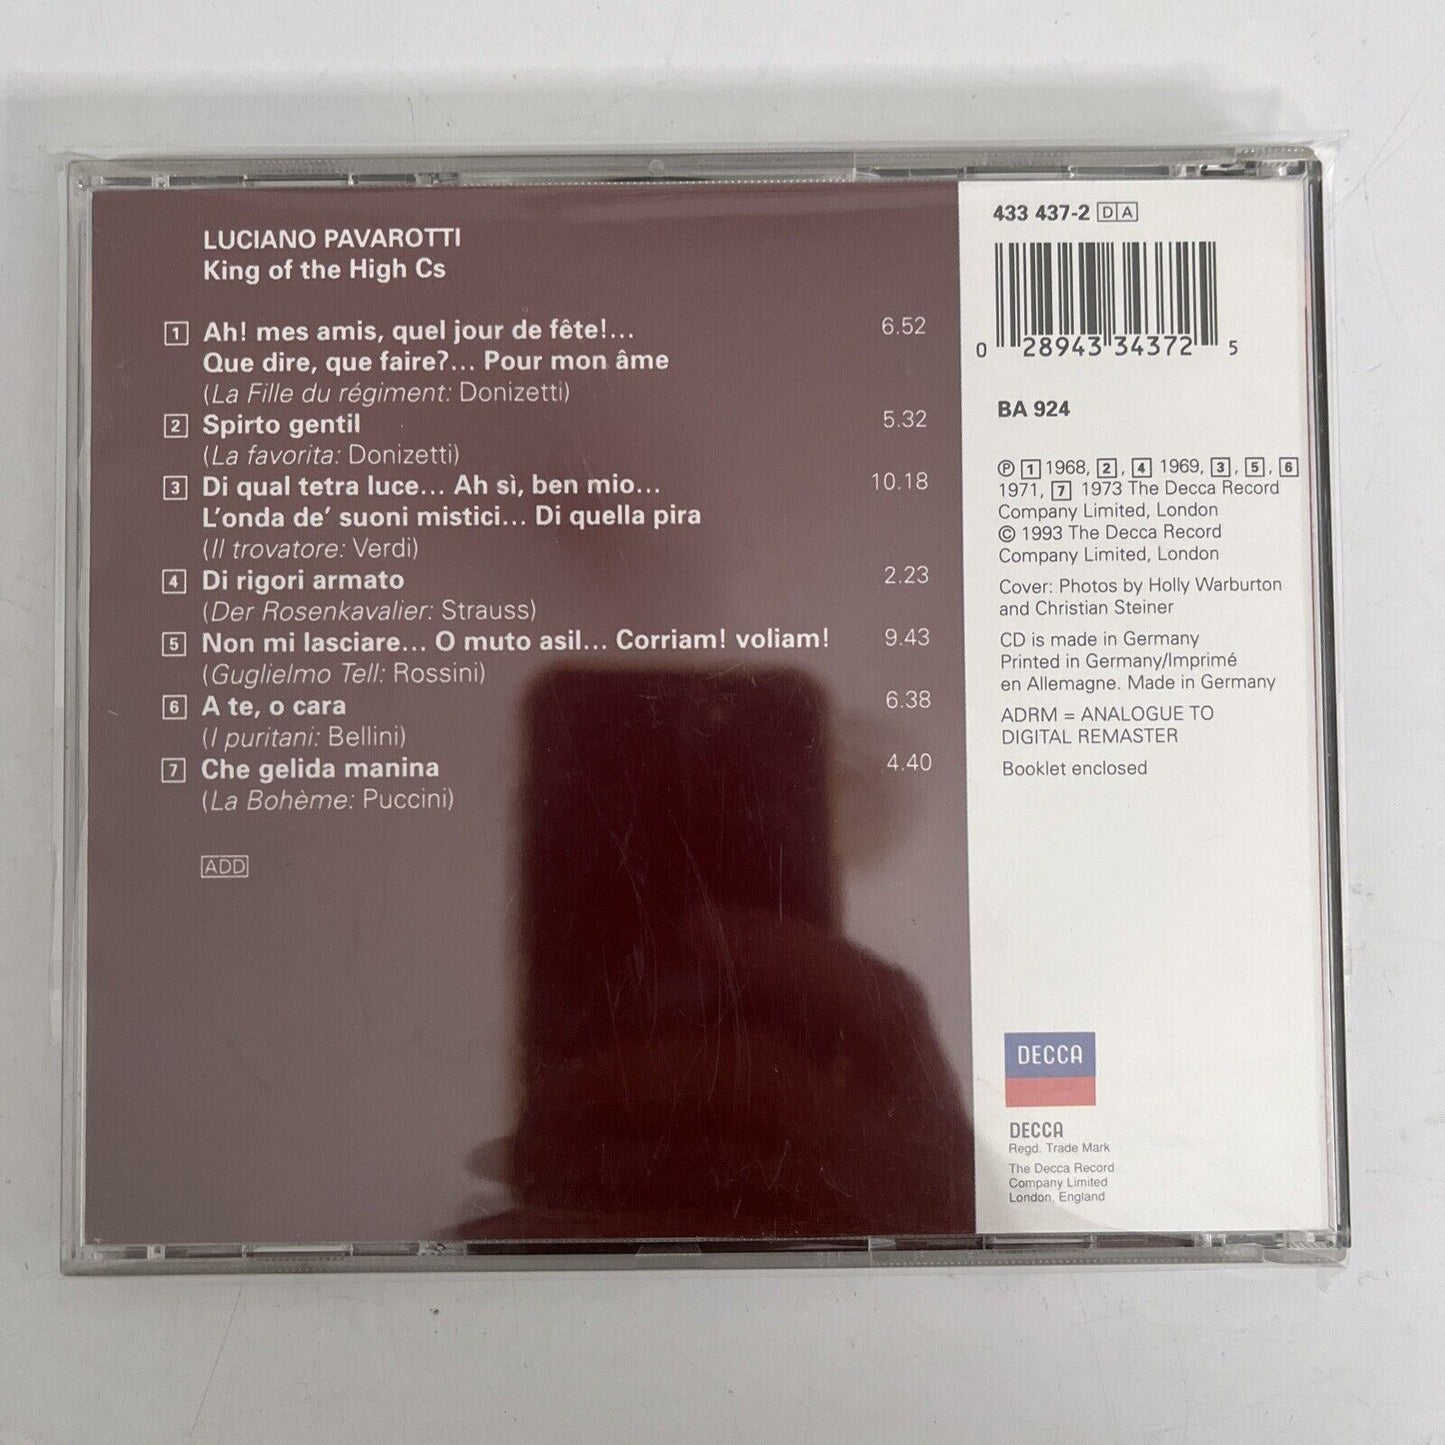 LUCIANO PAVAROTTI
King of the High Cs
1 Ah! mes amis, quel jour de fête!... 6.52
Que dire, que faire?... Pour mon âme
(La Fille du régiment: Donizetti)
2 Spirto gentil 5.32
(La favorita: Donizetti)
3 Di qual tetra luce... Ah sì, ben mio... 10.18
L'onda de' suoni mistici... Di quella pira
(Il trovatore: Verdi)
4 Di rigori armato 2.23
(Der Rosenkavalier: Strauss)
5 Non mi lasciare... O muto asil... Corriam! voliam! 9.43
(Guglielmo Tell: Rossini)
6 A te, o cara 6.38
(I puritani: Bellini)
7 Che gelida manina 4.40
(La Bohème: Puccini)
ADD
433 437-2 DA
0 28943 34372 5
BA 924
Ⓟ 1 1968, 2, 4 1969, 3, 5, 6
1971, 7 1973 The Decca Record
Company Limited, London
© 1993 The Decca Record
Company Limited, London
Cover: Photos by Holly Warburton
and Christian Steiner
CD is made in Germany
Printed in Germany/Imprimé
en Allemagne. Made in Germany
ADRM = ANALOGUE TO
DIGITAL REMASTER
Booklet enclosed
DECCA
DECCA
Regd. Trade Mark
The Decca Record
Company Limited
London, England